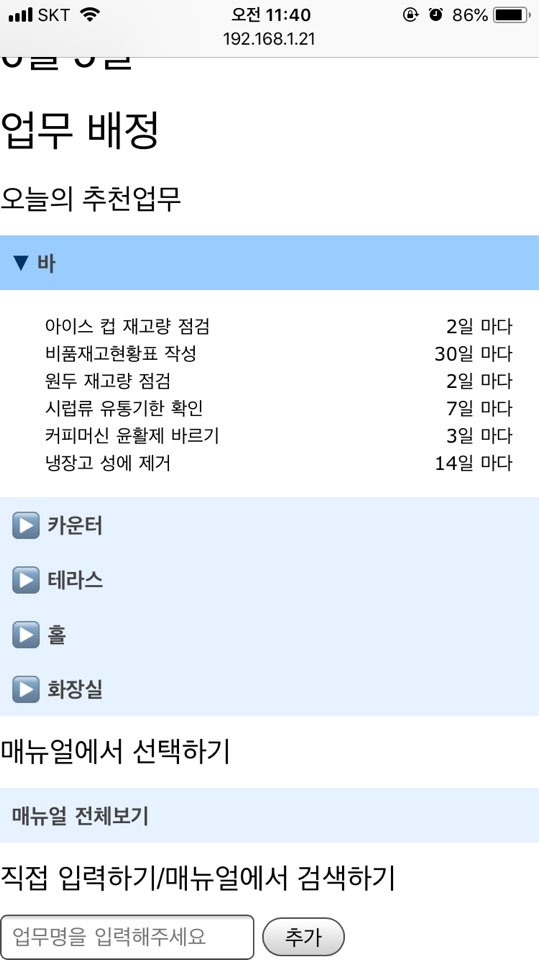 SKT 오전 11:40 86%
192.168.1.21
업무 배정
오늘의 추천업무
▼ 바
아이스 컵 재고량 점검 2일 마다
비품재고현황표 작성 30일 마다
원두 재고량 점검 2일 마다
시럽류 유통기한 확인 7일 마다
커피머신 윤활제 바르기 3일 마다
냉장고 성에 제거 14일 마다
▶ 카운터
▶ 테라스
▶ 홀
▶ 화장실
매뉴얼에서 선택하기
매뉴얼 전체보기
직접 입력하기/매뉴얼에서 검색하기
업무명을 입력해주세요 추가